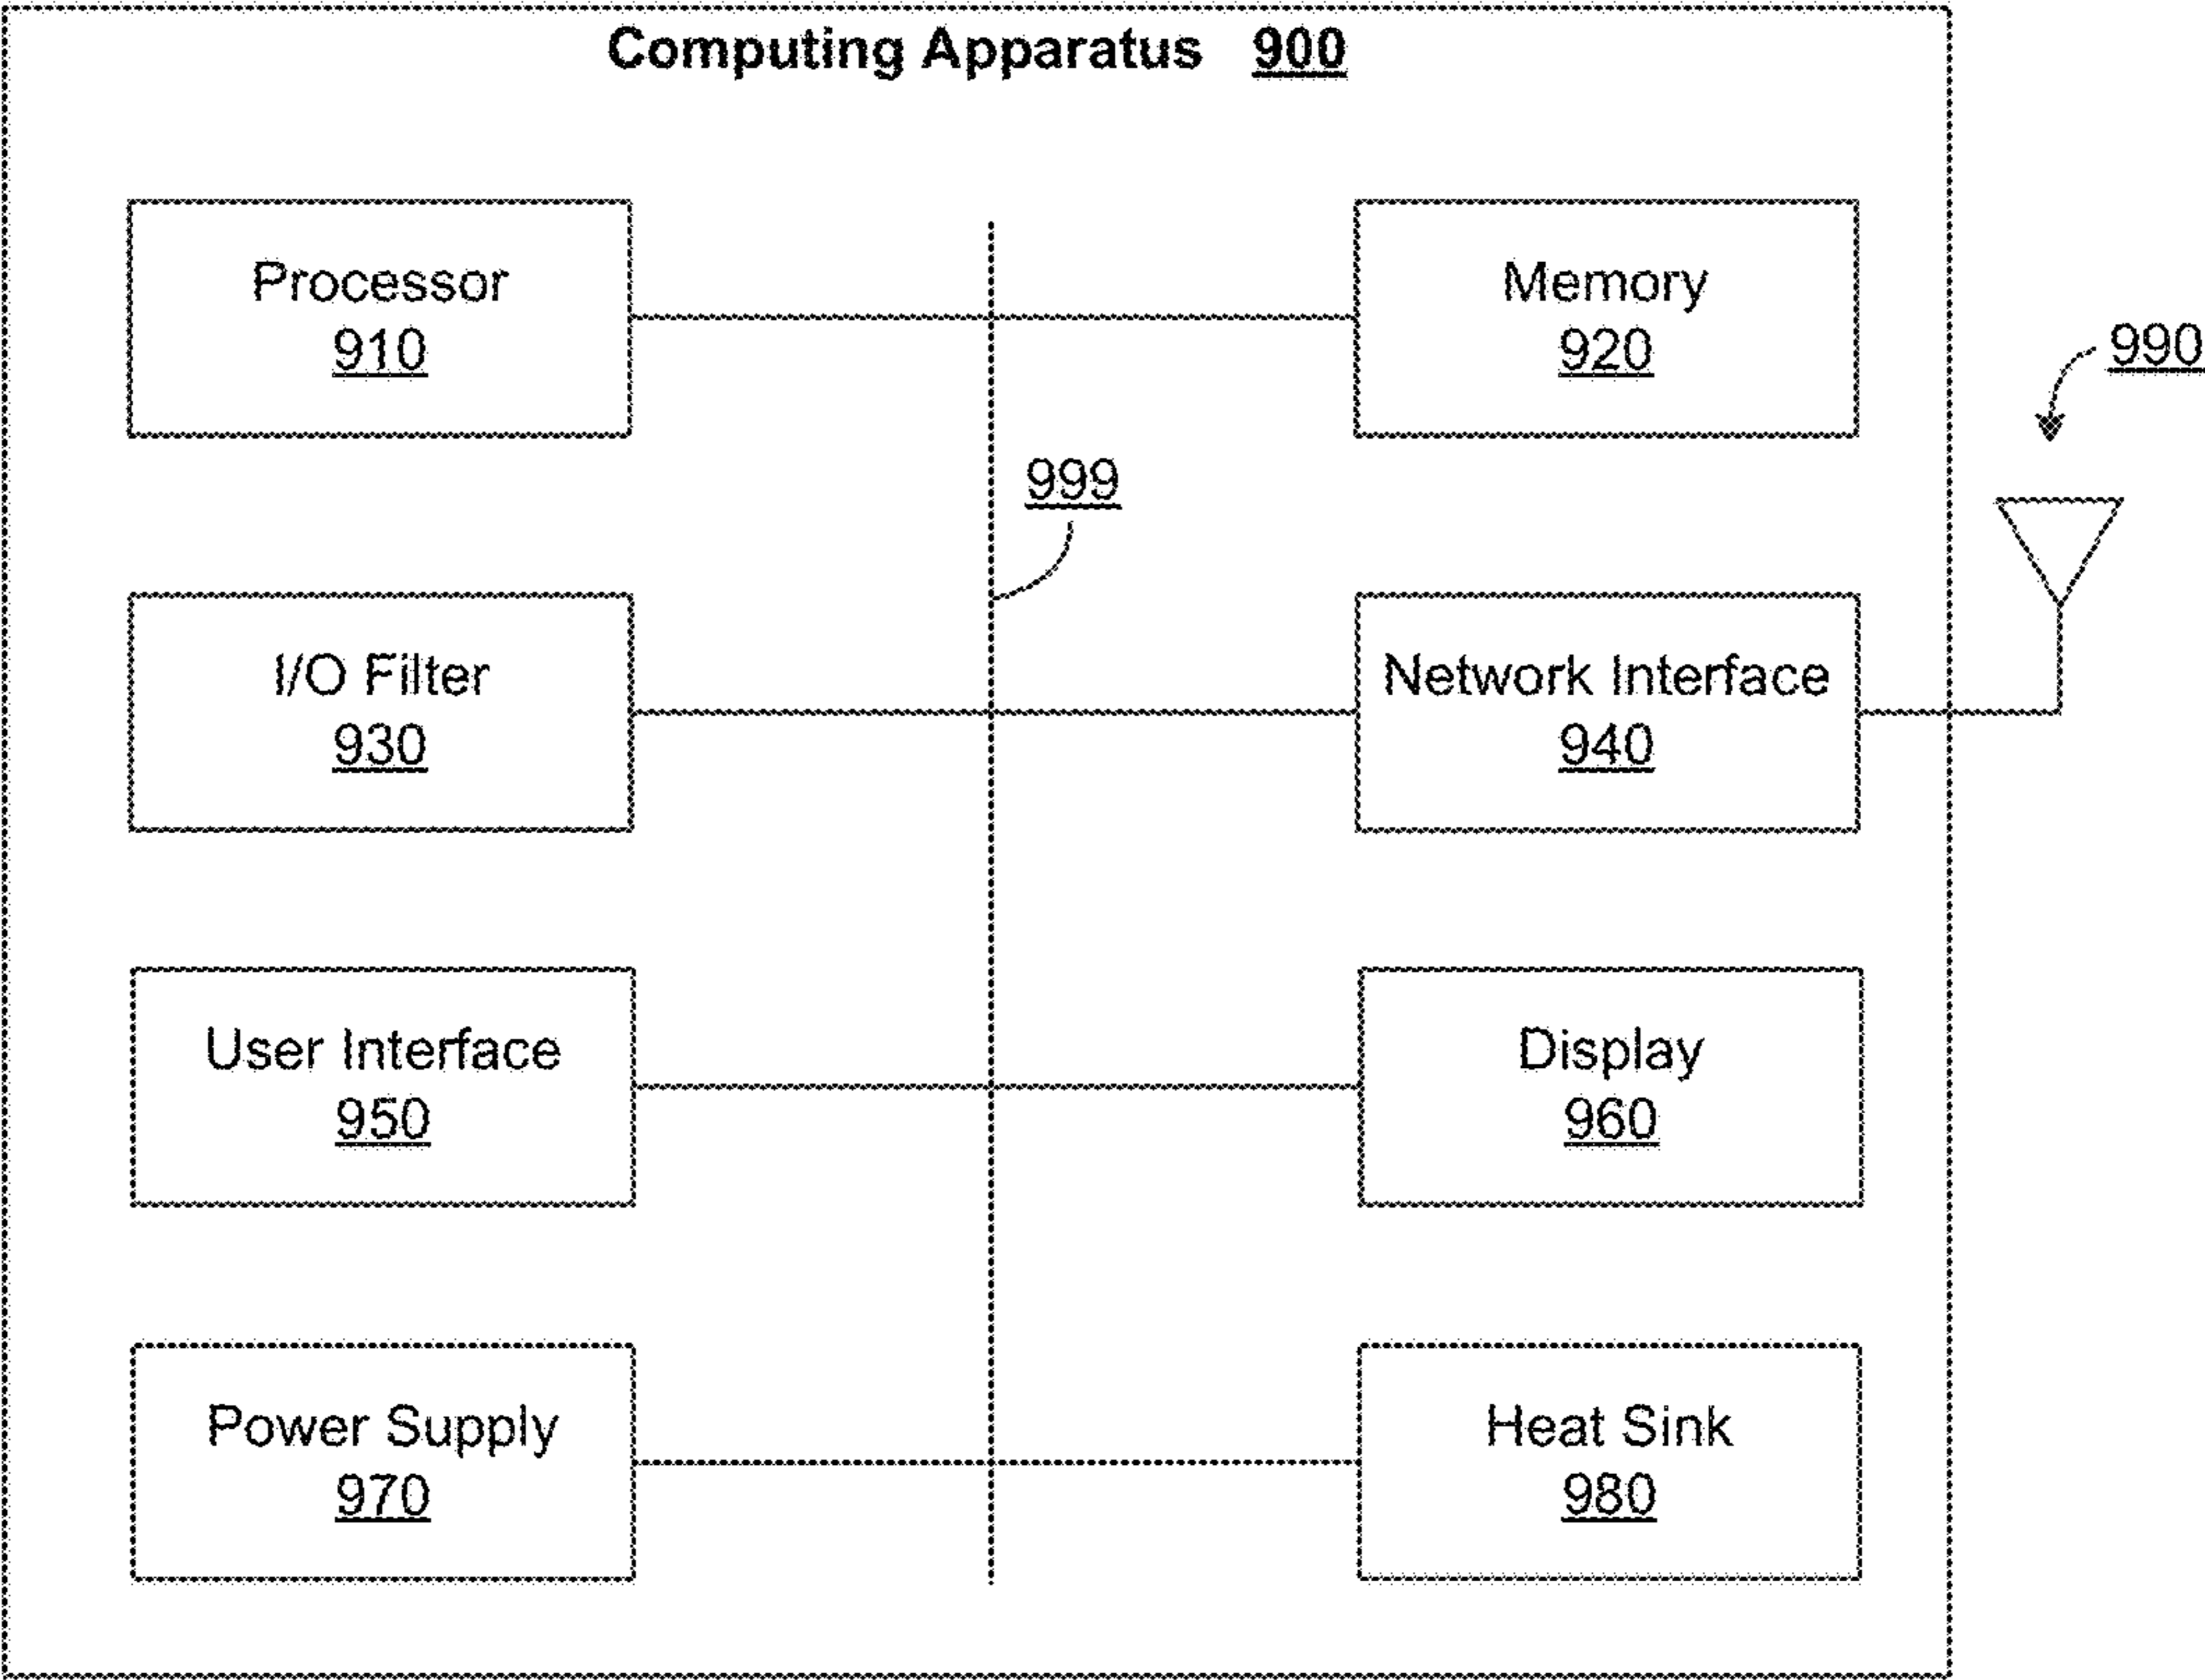 Computing Apparatus 900
Processor
910
Memory
920
990
999
I/O Filter
930
Network Interface
940
User Interface
950
Display
960
Power Supply
970
Heat Sink
980